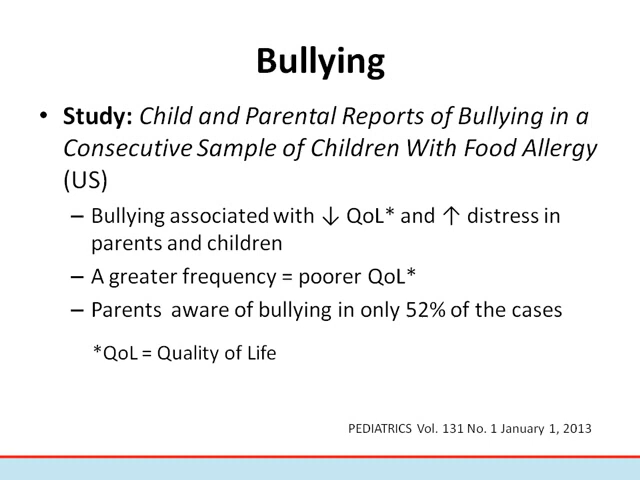 Bullying
• Study: Child and Parental Reports of Bullying in a
Consecutive Sample of Children With Food Allergy
(US)
– Bullying associated with ↓ QoL* and ↑ distress in
parents and children
– A greater frequency = poorer QoL*
– Parents aware of bullying in only 52% of the cases
*QoL = Quality of Life
PEDIATRICS Vol. 131 No. 1 January 1, 2013